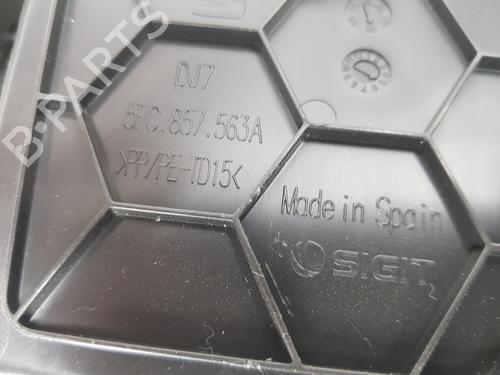 DJ7
5FC.857.563A
>PP/PE-TD15<
Made in Spain
SIGIT
B-PARTS